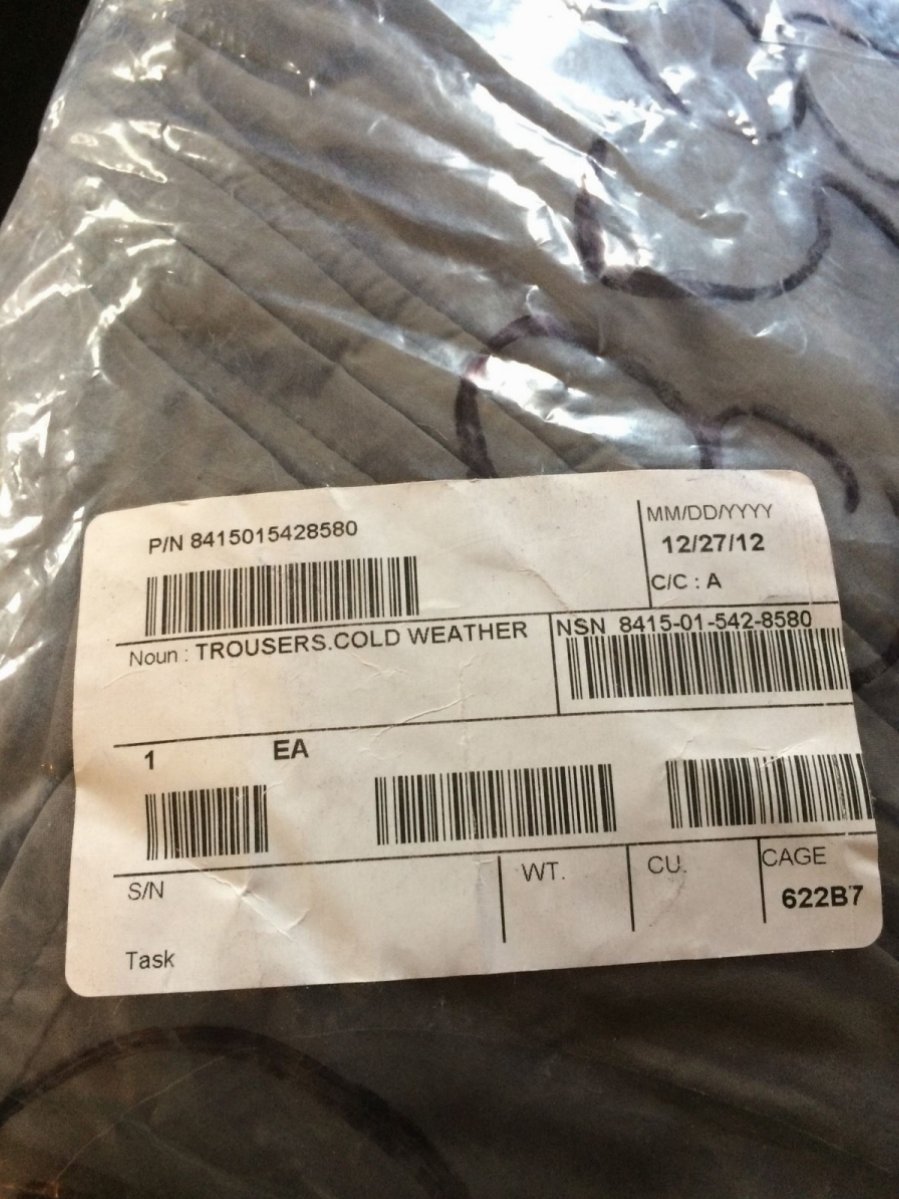 P/N 8415015428580
MM/DD/YYYY
12/27/12
C/C : A
Noun : TROUSERS.COLD WEATHER
NSN 8415-01-542-8580
1 EA
S/N
WT.
CU.
CAGE
622B7
Task